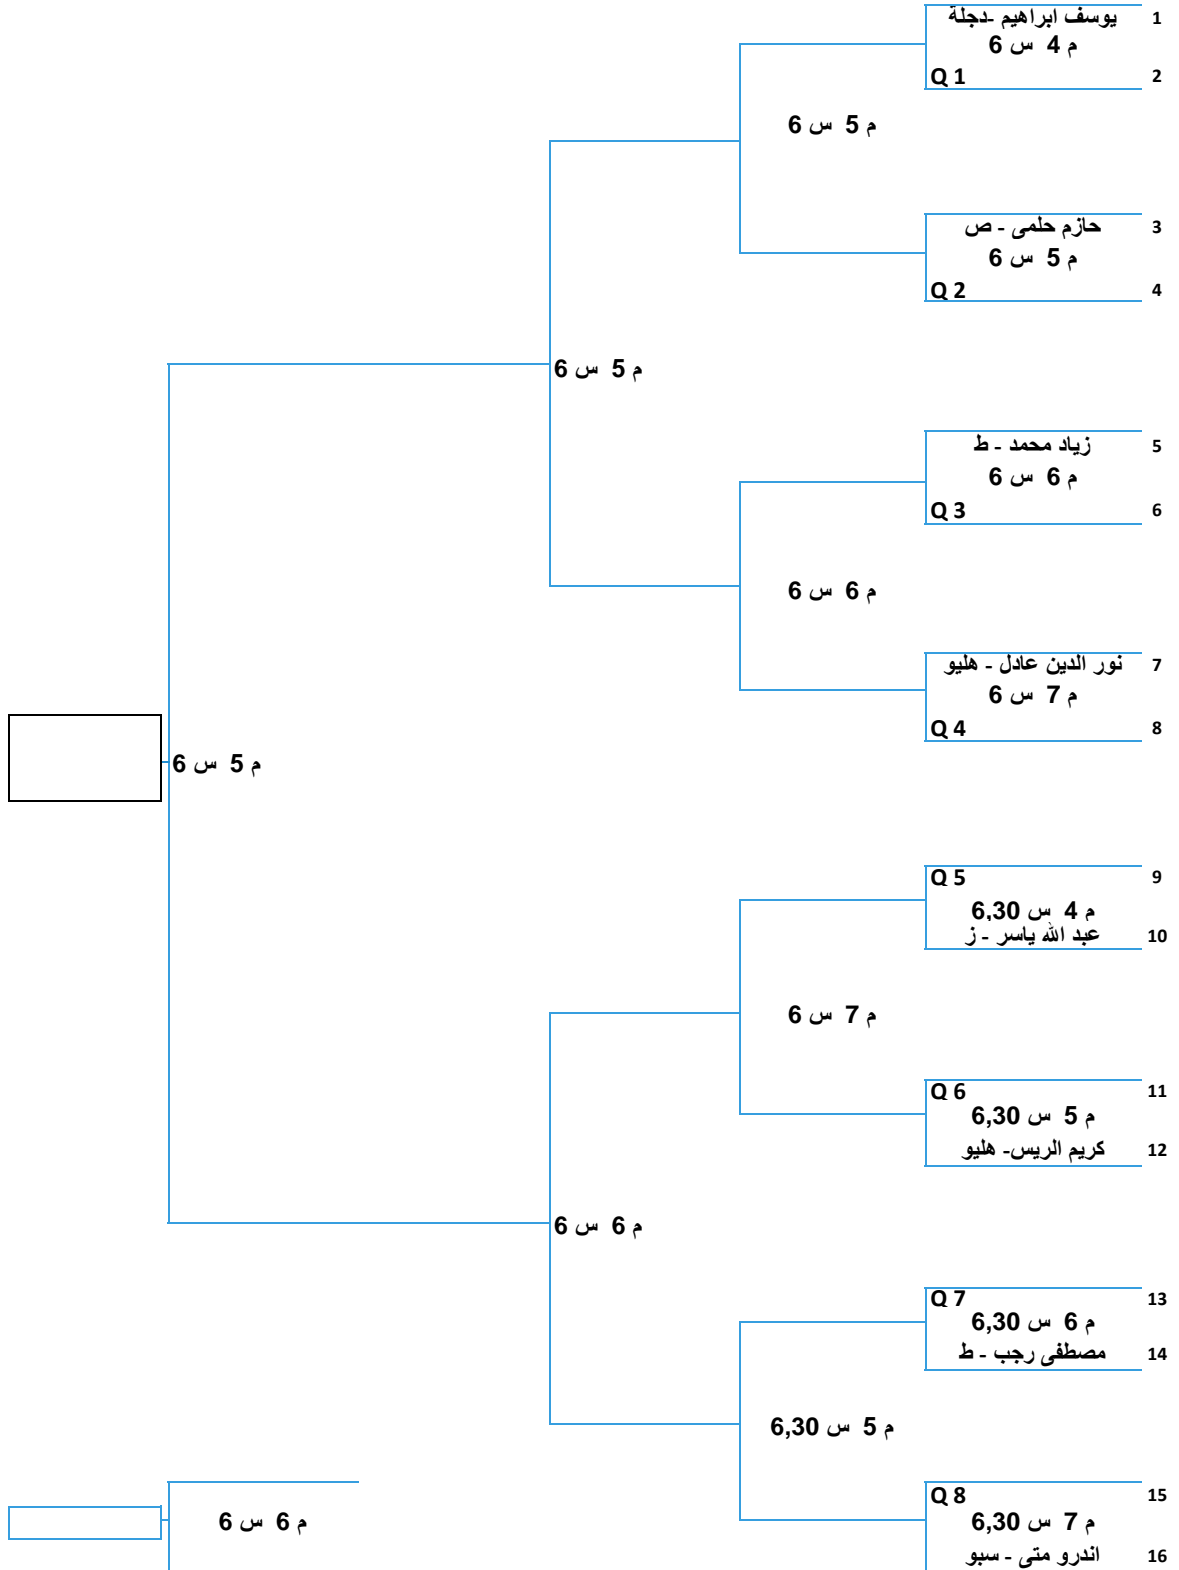 1 يوسف ابراهيم -دجلة
م 4 س 6
2 Q 1
م 5 س 6
3 حازم حلمى - ص
م 5 س 6
4 Q 2
م 5 س 6
5 زياد محمد - ط
م 6 س 6
6 Q 3
م 6 س 6
7 نور الدين عادل - هليو
م 7 س 6
8 Q 4
م 5 س 6
9 Q 5
م 4 س 6,30
10 عبد الله ياسر - ز
م 7 س 6
11 Q 6
م 5 س 6,30
12 كريم الريس- هليو
م 6 س 6
13 Q 7
م 6 س 6,30
14 مصطفى رجب - ط
م 5 س 6,30
15 Q 8
م 7 س 6,30
م 6 س 6
16 اندرو متى - سبو